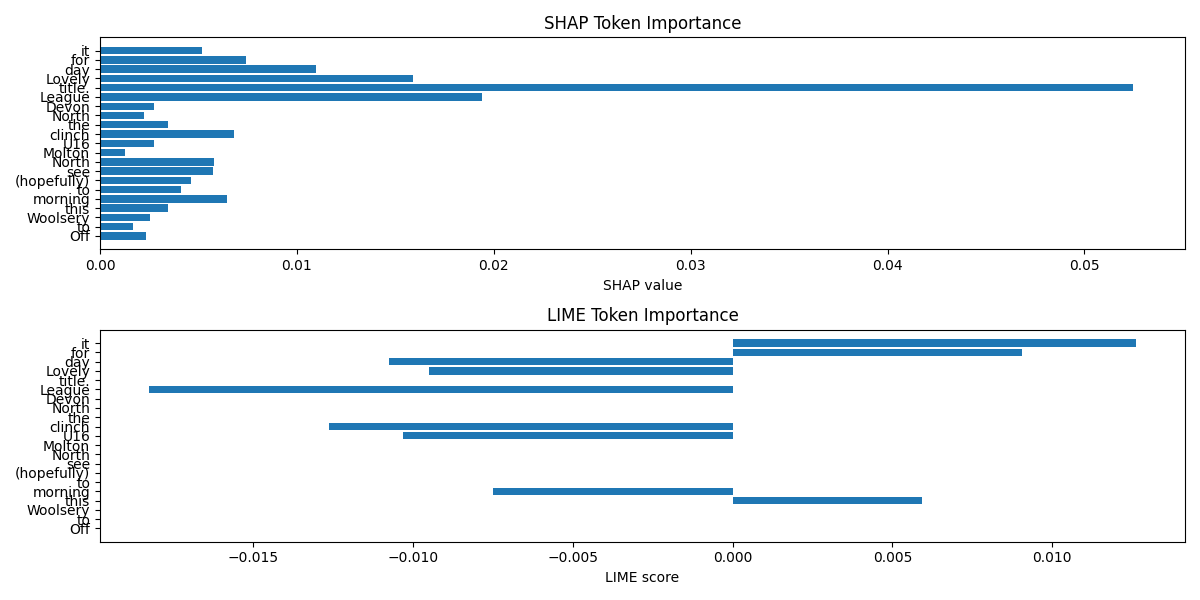 SHAP Token Importance
it
for
day
Lovely
title.
League
Devon
North
the
clinch
U16
Molton
North
see
(hopefully)
to
morning
this
Woolsery
to
Off
0.00 0.01 0.02 0.03 0.04 0.05
SHAP value
LIME Token Importance
it
for
day
Lovely
title.
League
Devon
North
the
clinch
U16
Molton
North
see
(hopefully)
to
morning
this
Woolsery
to
Off
−0.015 −0.010 −0.005 0.000 0.005 0.010
LIME score